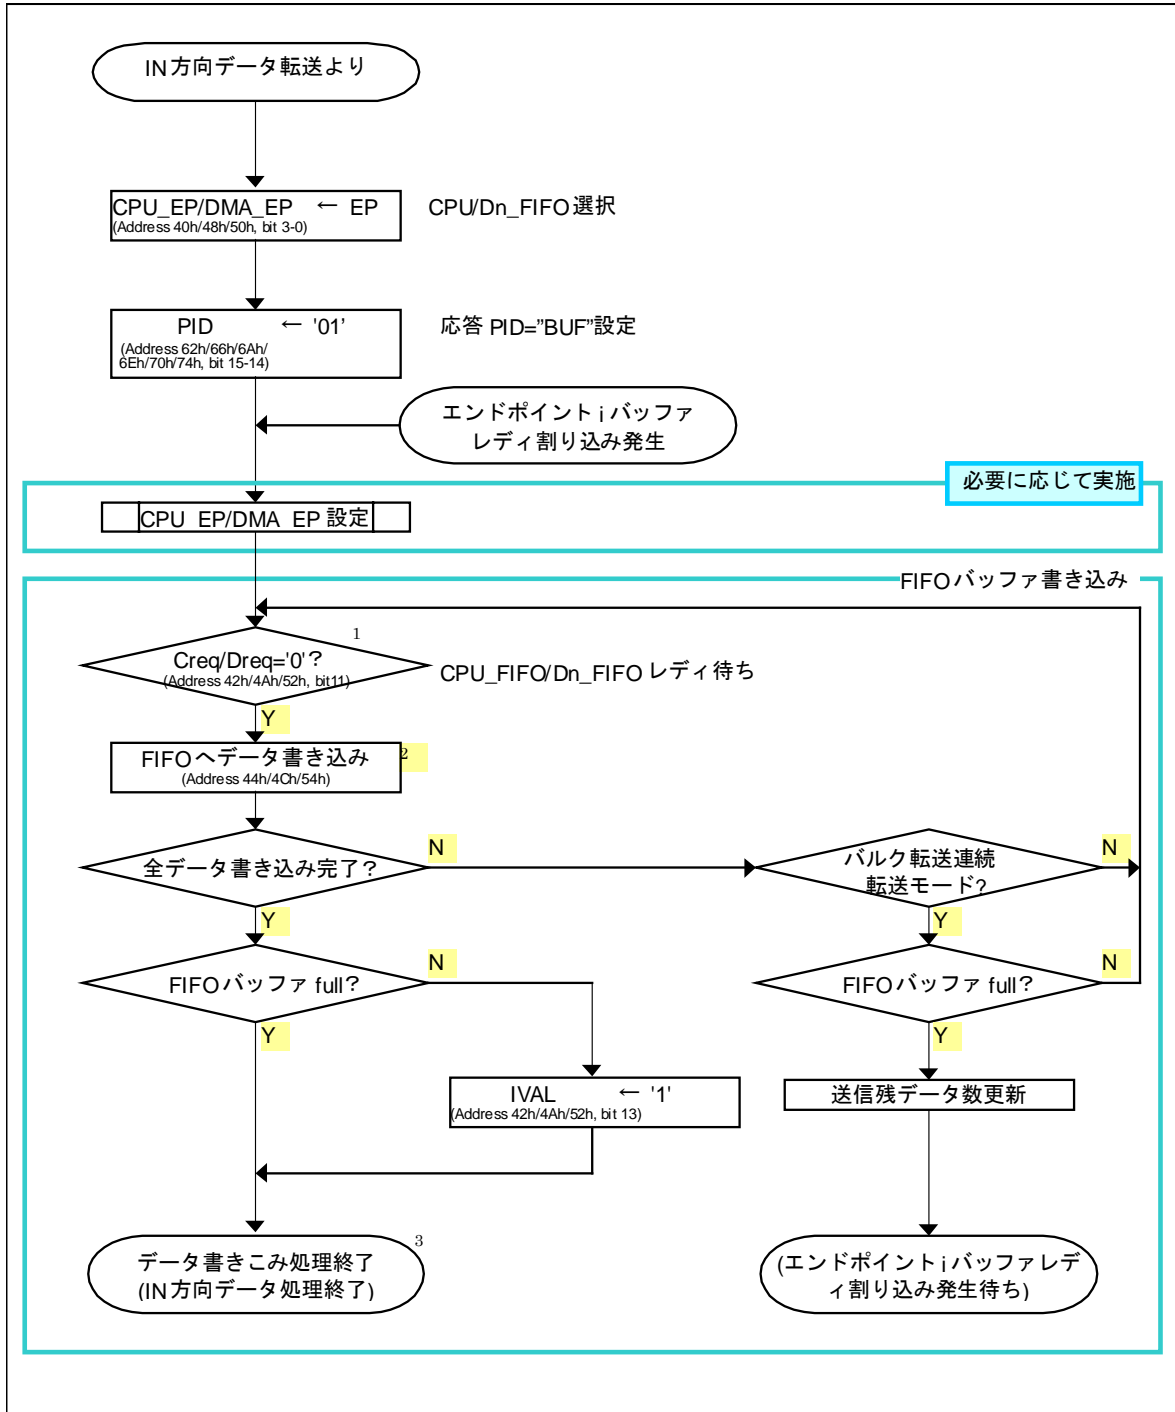 IN方向データ転送より
CPU_EP/DMA_EP ← EP
(Address 40h/48h/50h, bit 3-0)
CPU/Dn_FIFO選択
PID ← '01'
(Address 62h/66h/6Ah/
6Eh/70h/74h, bit 15-14)
応答 PID=”BUF”設定
エンドポイント i バッファ
レディ割り込み発生
必要に応じて実施
CPU_EP/DMA_EP 設定
FIFOバッファ書き込み
1
Creq/Dreq='0'?
(Address 42h/4Ah/52h, bit11)
CPU_FIFO/Dn_FIFOレディ待ち
Y
FIFOへデータ書き込み 2
(Address 44h/4Ch/54h)
全データ書き込み完了?
N
バルク転送連続
転送モード?
N
Y
Y
FIFOバッファ full?
N
FIFOバッファ full?
N
Y
Y
IVAL ← '1'
(Address 42h/4Ah/52h, bit 13)
送信残データ数更新
データ書きこみ処理終了 3
(IN方向データ処理終了)
(エンドポイント i バッファレデ
ィ割り込み発生待ち)